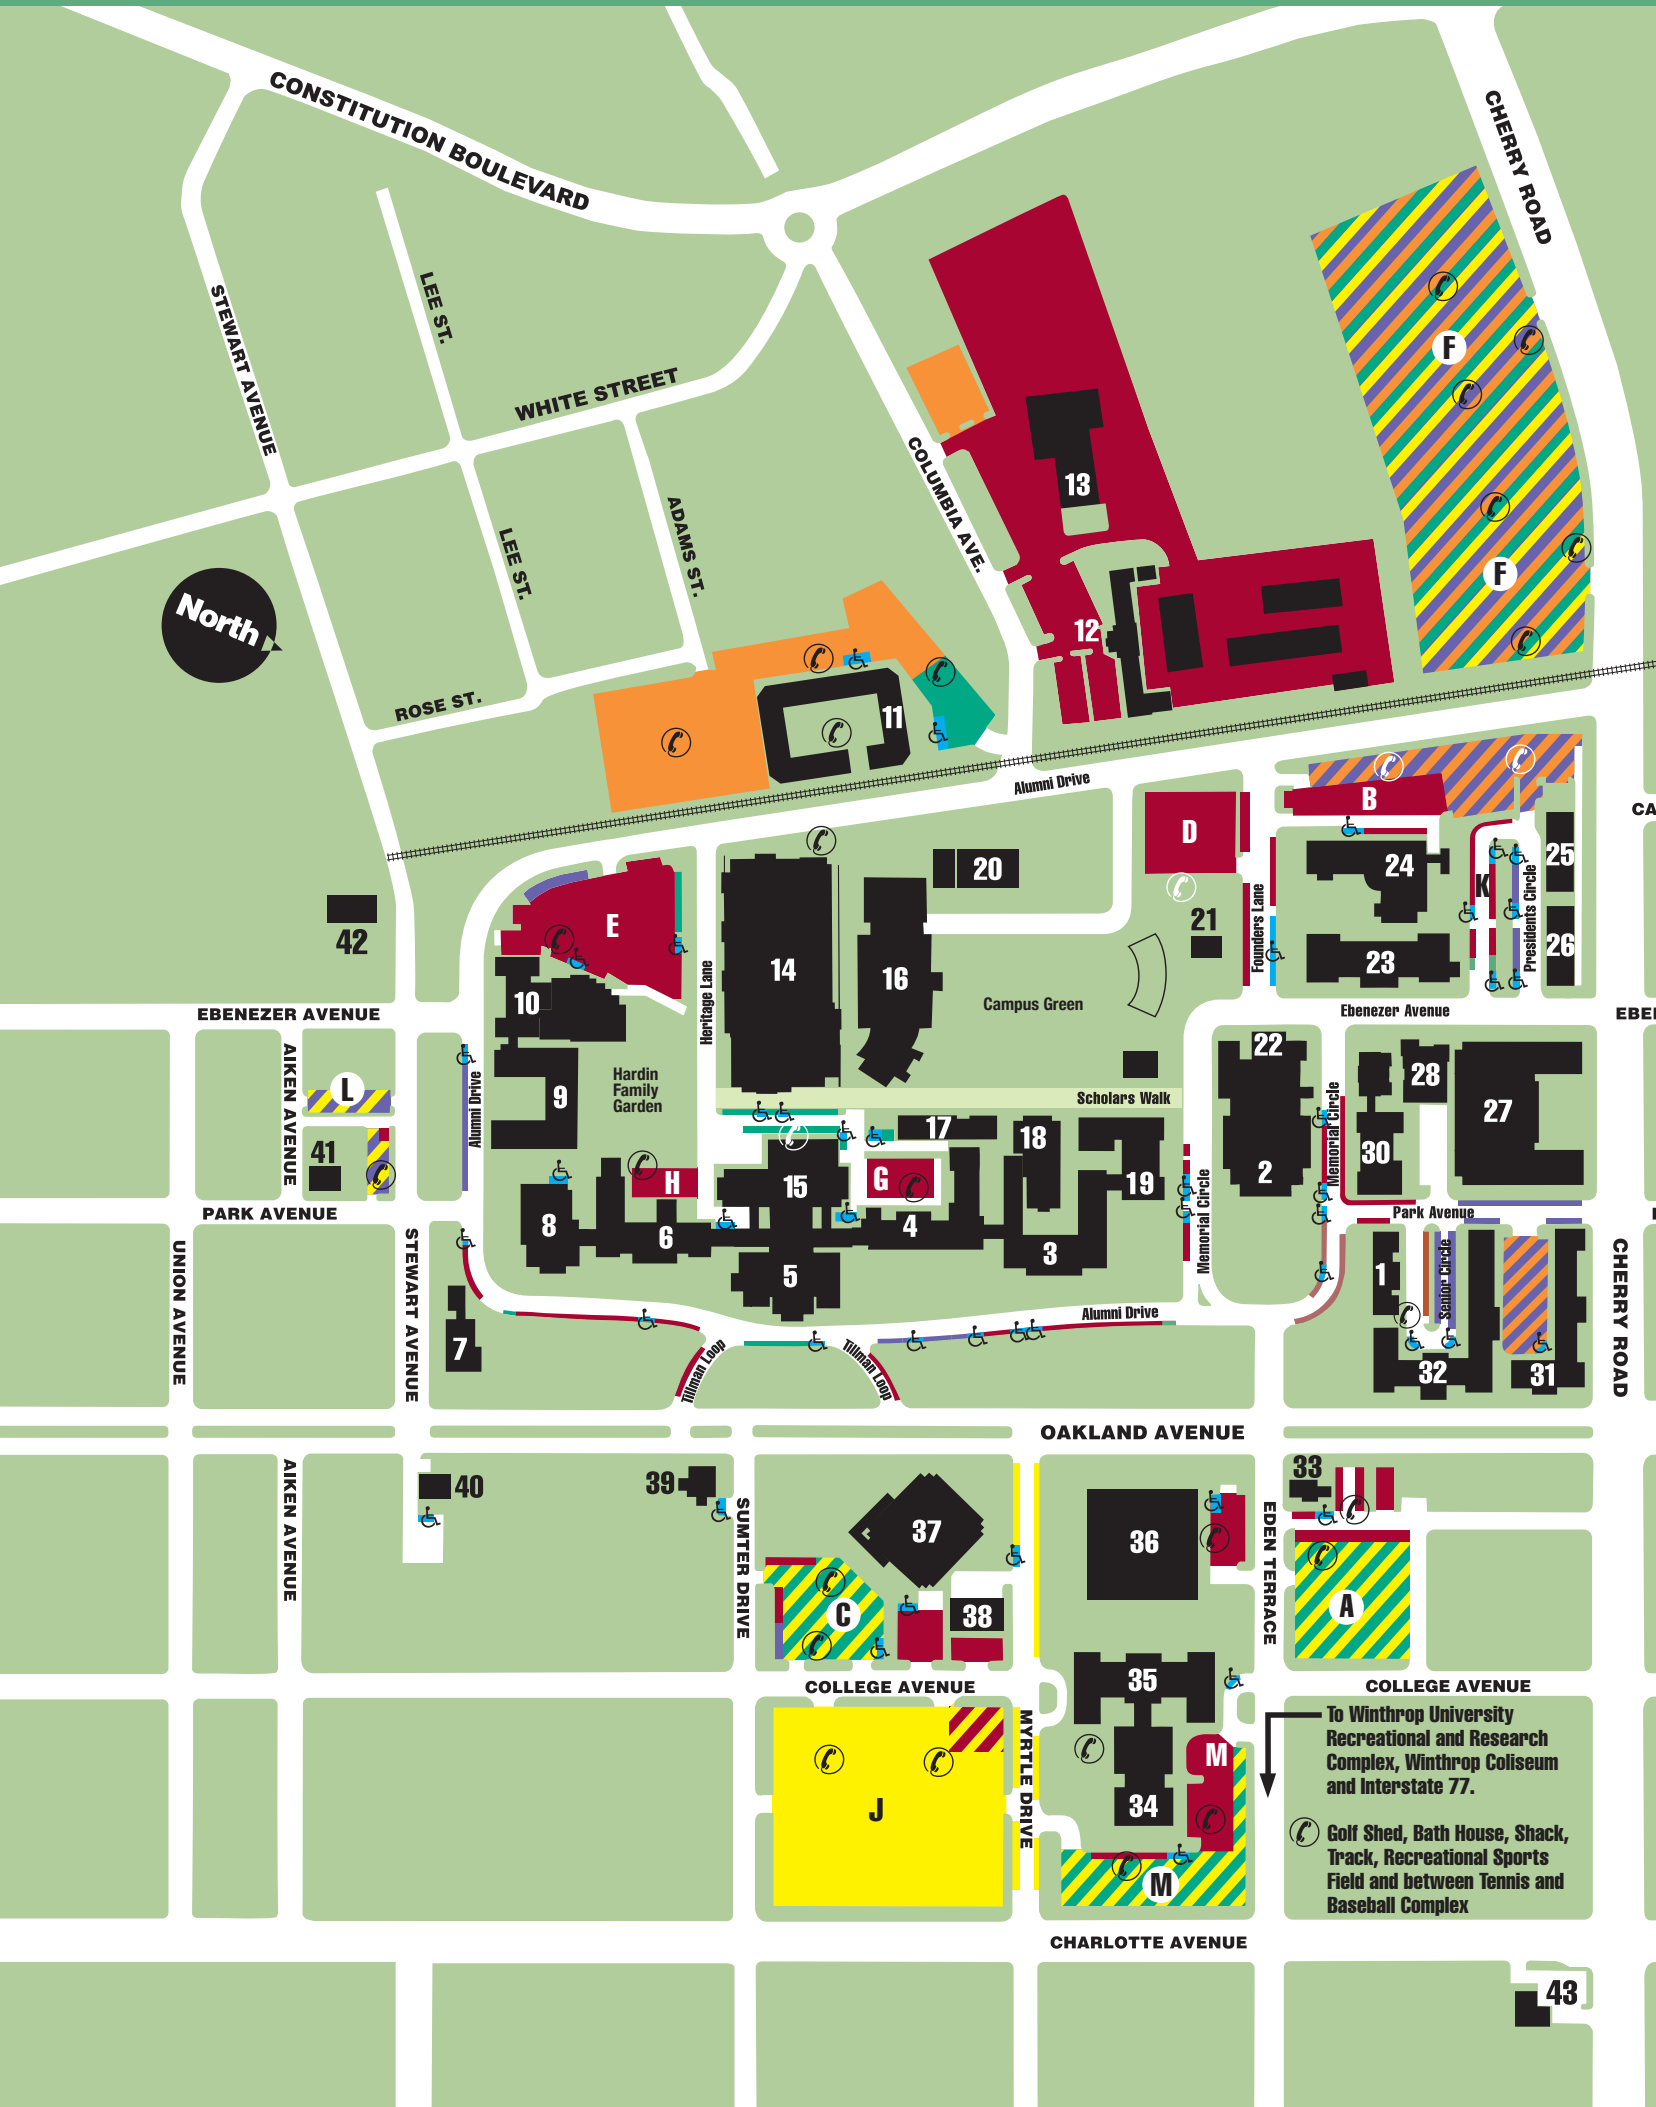 CONSTITUTION BOULEVARD
CHERRY ROAD
STEWART AVENUE
LEE ST.
WHITE STREET
F
COLUMBIA AVE.
13
ADAMS ST.
LEE ST.
F
North
12
ROSE ST.
11
Alumni Drive
B
CA
D
25
24
20
K
Presidents Circle
21
E
Founders Lane
42
14
16
23
26
Heritage Lane
10
Campus Green
EBENEZER AVENUE
Ebenezer Avenue
EBE
22
AIKEN AVENUE
L
Hardin
Family
Garden
9
Alumni Drive
28
Scholars Walk
Memorial Circle
27
17
18
41
30
2
H
15
G
19
PARK AVENUE
Park Avenue
8
6
4
3
Memorial Circle
UNION AVENUE
STEWART AVENUE
5
1
Senior Circle
CHERRY ROAD
Alumni Drive
7
Tillman Loop
Tillman Loop
32
31
OAKLAND AVENUE
AIKEN AVENUE
40
39
SUMTER DRIVE
37
36
EDEN TERRACE
33
C
38
A
COLLEGE AVENUE
35
COLLEGE AVENUE
MYRTLE DRIVE
To Winthrop University
Recreational and Research
Complex, Winthrop Coliseum
and Interstate 77.
M
J
34
Golf Shed, Bath House, Shack,
Track, Recreational Sports
Field and between Tennis and
Baseball Complex
M
CHARLOTTE AVENUE
43